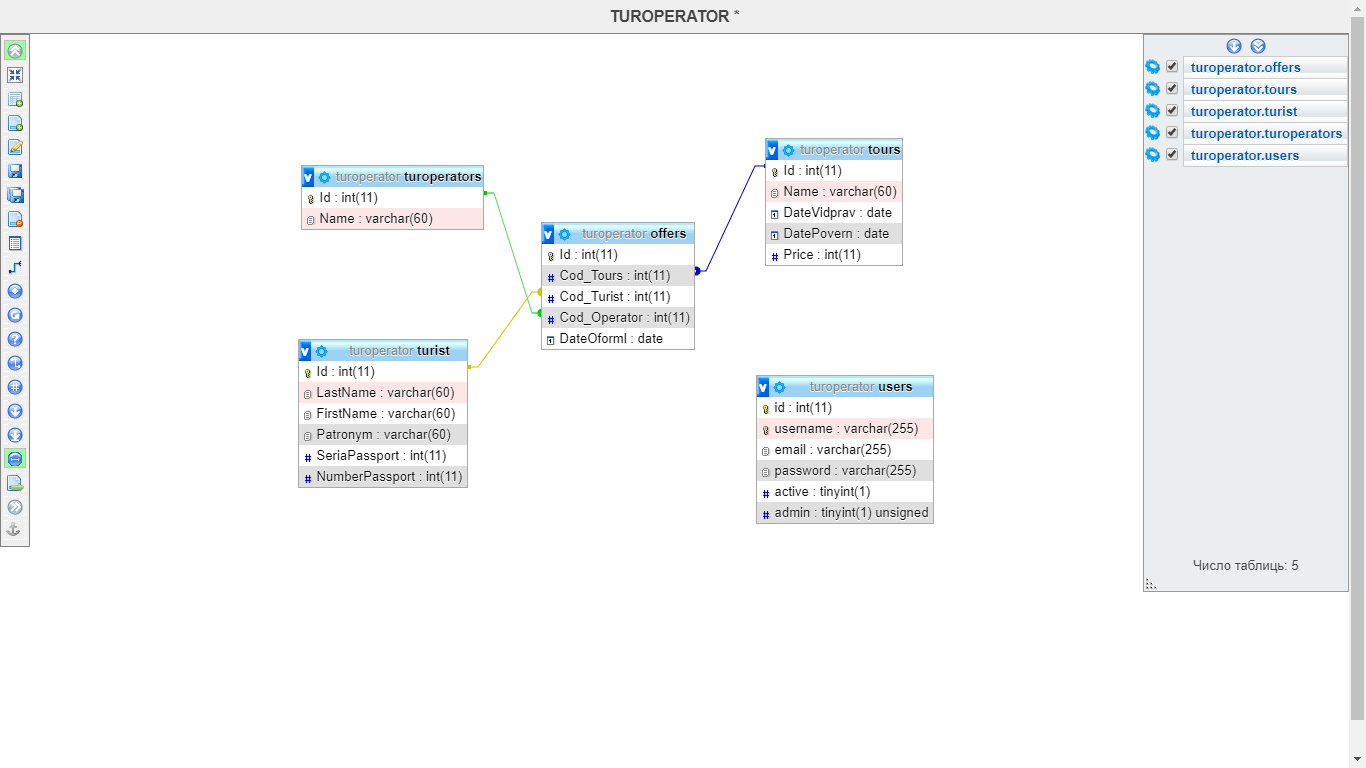 TUROPERATOR *
turoperator turoperators
Id : int(11)
Name : varchar(60)
turoperator turist
Id : int(11)
LastName : varchar(60)
FirstName : varchar(60)
Patronym : varchar(60)
SeriaPassport : int(11)
NumberPassport : int(11)
turoperator offers
Id : int(11)
Cod_Tours : int(11)
Cod_Turist : int(11)
Cod_Operator : int(11)
DateOforml : date
turoperator tours
Id : int(11)
Name : varchar(60)
DateVidprav : date
DatePovern : date
Price : int(11)
turoperator users
id : int(11)
username : varchar(255)
email : varchar(255)
password : varchar(255)
active : tinyint(1)
admin : tinyint(1) unsigned
turoperator.offers
turoperator.tours
turoperator.turist
turoperator.turoperators
turoperator.users
Число таблиць: 5